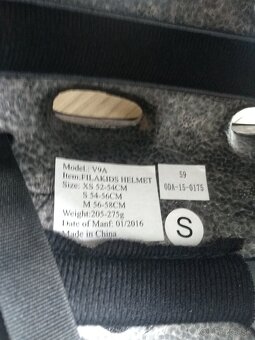 Model: V9A
Item:FILAKIDS HELMET
Size: XS 52-54CM
S 54-56CM
M 56-58CM
Weight:205-275g
Date of Manf: 01/2016
Made in China
S9
0DA-15-0175
S